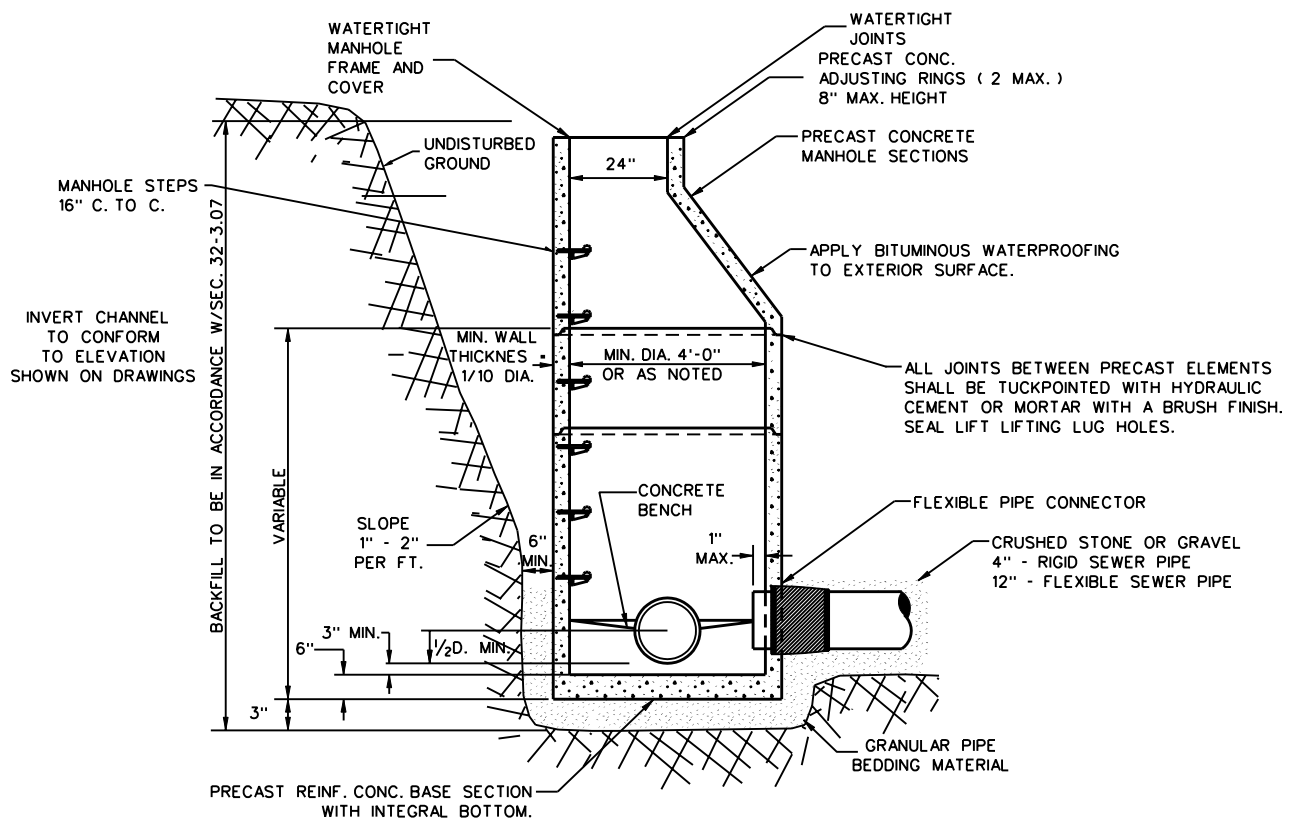 WATERTIGHT
MANHOLE
FRAME AND
COVER
WATERTIGHT
JOINTS
PRECAST CONC.
ADJUSTING RINGS ( 2 MAX. )
8" MAX. HEIGHT
UNDISTURBED
GROUND
24"
PRECAST CONCRETE
MANHOLE SECTIONS
MANHOLE STEPS
16" C. TO C.
BACKFILL TO BE IN ACCORDANCE W/SEC. 32-3.07
APPLY BITUMINOUS WATERPROOFING
TO EXTERIOR SURFACE.
INVERT CHANNEL
TO CONFORM
TO ELEVATION
SHOWN ON DRAWINGS
MIN. WALL
THICKNES =
1/10 DIA.
MIN. DIA. 4'-0"
OR AS NOTED
ALL JOINTS BETWEEN PRECAST ELEMENTS
SHALL BE TUCKPOINTED WITH HYDRAULIC
CEMENT OR MORTAR WITH A BRUSH FINISH.
SEAL LIFT LIFTING LUG HOLES.
VARIABLE
CONCRETE
BENCH
FLEXIBLE PIPE CONNECTOR
SLOPE
1" - 2"
PER FT.
6"
MIN.
1"
MAX.
CRUSHED STONE OR GRAVEL
4" - RIGID SEWER PIPE
12" - FLEXIBLE SEWER PIPE
3" MIN.
1/2D. MIN.
6"
3"
GRANULAR PIPE
BEDDING MATERIAL
PRECAST REINF. CONC. BASE SECTION
WITH INTEGRAL BOTTOM.